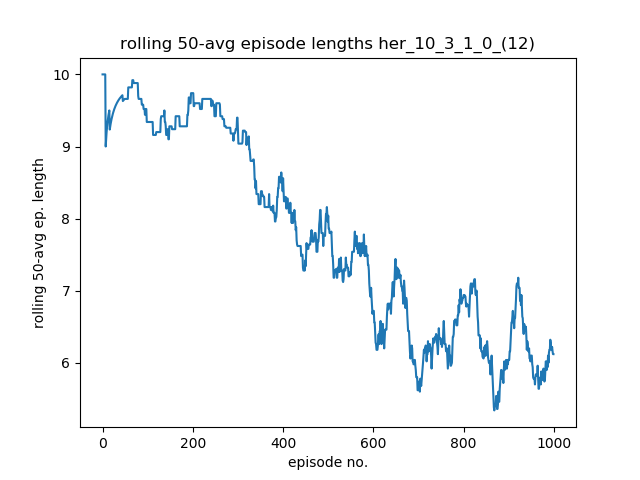 rolling 50-avg episode lengths her_10_3_1_0_(12)
rolling 50-avg ep. length
10
9
8
7
6
0 200 400 600 800 1000
episode no.